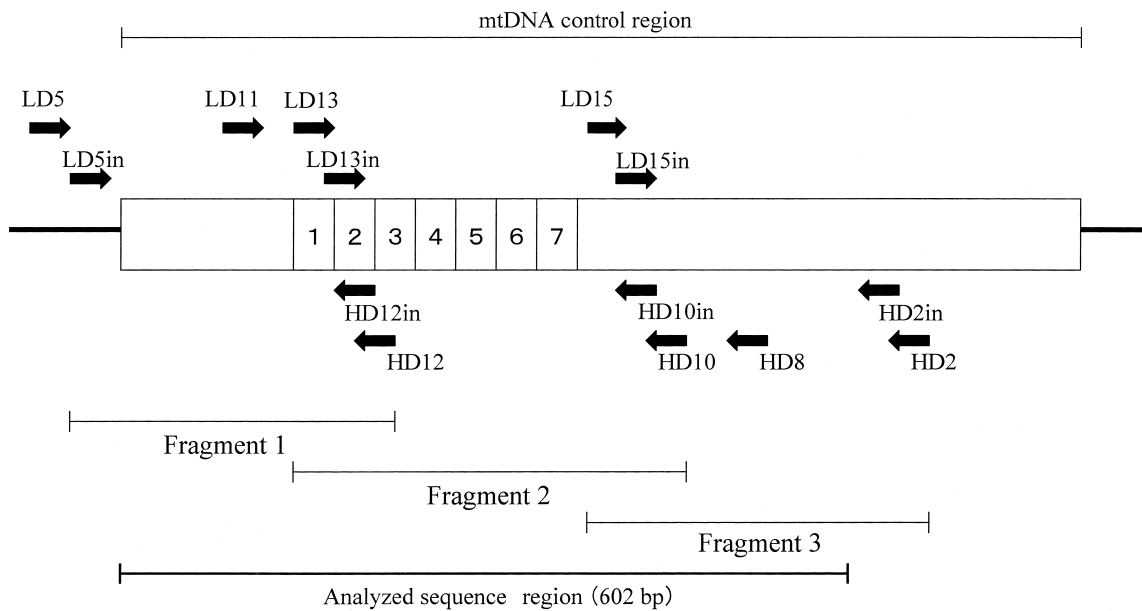 mtDNA control region
LD5 LD11 LD13 LD15
LD5in LD13in LD15in
1 2 3 4 5 6 7
HD12in HD10in HD2in
HD12 HD10 HD8 HD2
Fragment 1
Fragment 2
Fragment 3
Analyzed sequence region (602 bp)